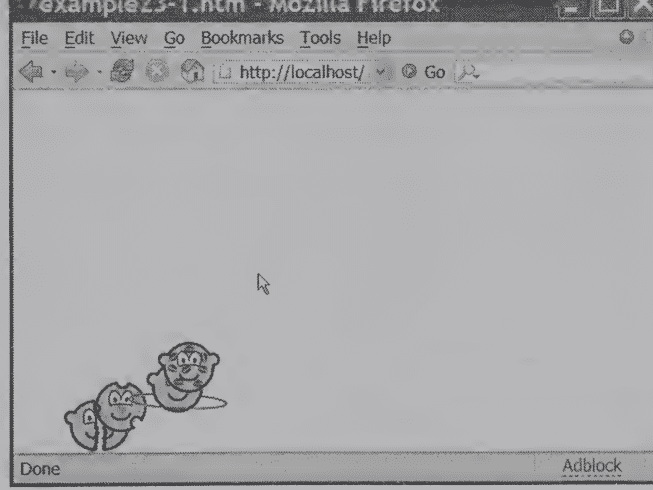 example23-1.htm - Mozilla Firefox
File Edit View Go Bookmarks Tools Help
http://localhost/ Go
Done Adblock